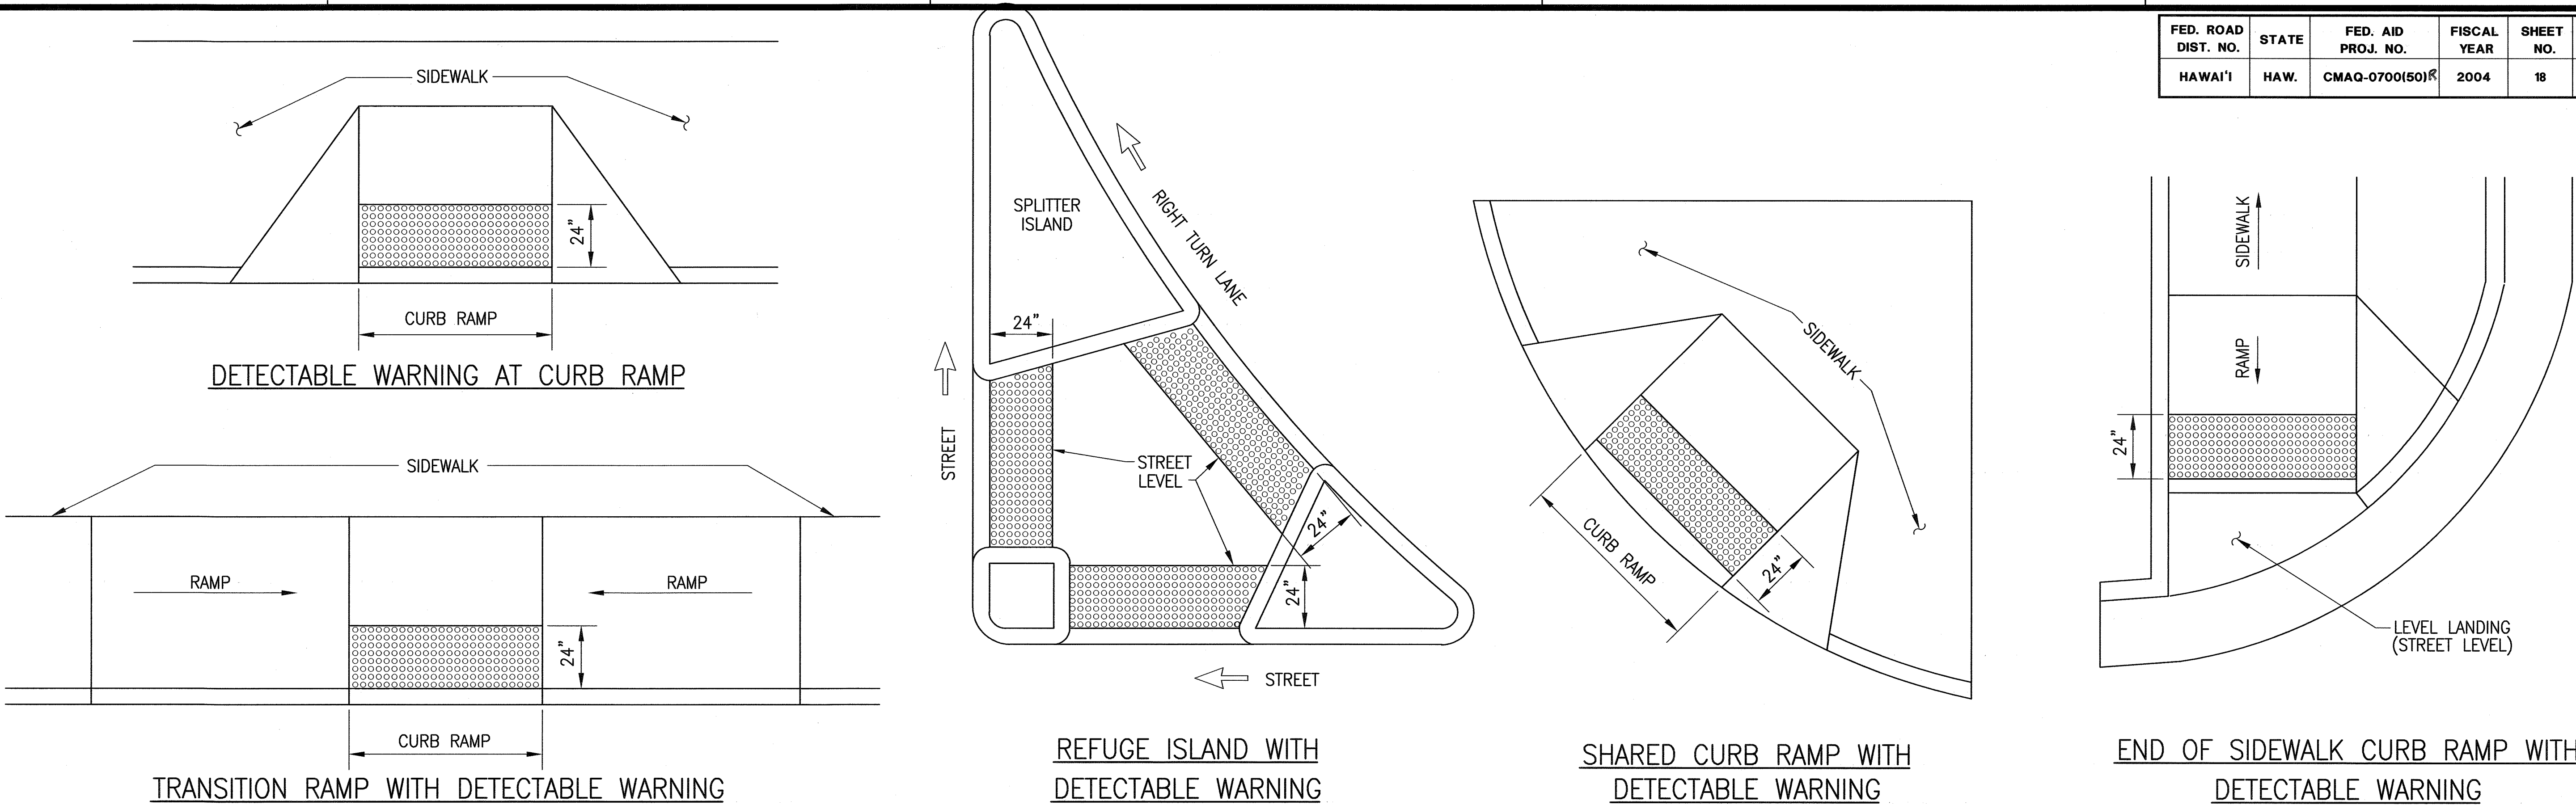 FED. ROAD DIST. NO.
STATE
FED. AID PROJ. NO.
FISCAL YEAR
SHEET NO.
HAWAI'I
HAW.
CMAQ-0700(50)R
2004
18
SIDEWALK
24"
CURB RAMP
DETECTABLE WARNING AT CURB RAMP
SIDEWALK
RAMP
RAMP
24"
CURB RAMP
TRANSITION RAMP WITH DETECTABLE WARNING
SPLITTER
ISLAND
RIGHT TURN LANE
24"
STREET
STREET
LEVEL
24"
24"
STREET
REFUGE ISLAND WITH
DETECTABLE WARNING
SIDEWALK
CURB RAMP
24"
SHARED CURB RAMP WITH
DETECTABLE WARNING
SIDEWALK
RAMP
24"
LEVEL LANDING
(STREET LEVEL)
END OF SIDEWALK CURB RAMP WITH
DETECTABLE WARNING